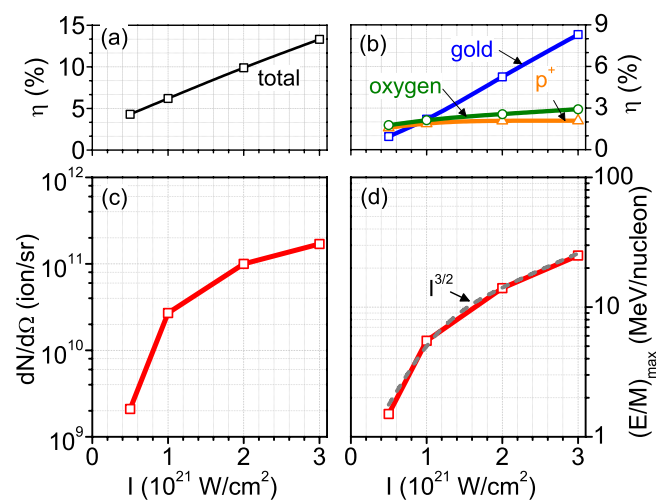 (a)
15
10
5
0
η (%)
total
(b)
gold
oxygen
p⁺
9
6
3
0
η (%)
(c)
10¹²
10¹¹
10¹⁰
10⁹
dN/dΩ (ion/sr)
0 1 2 3
I (10²¹ W/cm²)
(d)
I³/²
100
10
1
(E/M)max (MeV/nucleon)
0 1 2 3
I (10²¹ W/cm²)